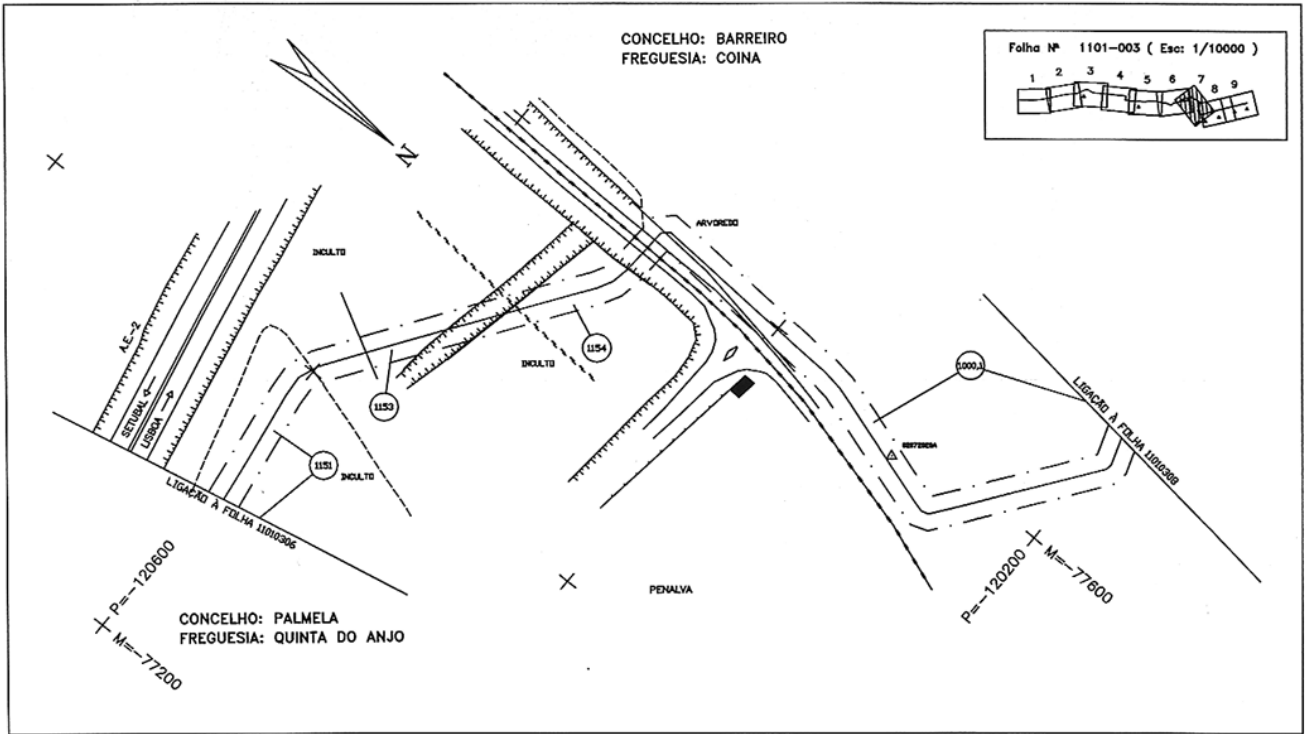 CONCELHO: BARREIRO
FREGUESIA: COINA
Folha Nº 1101-003 ( Esc: 1/10000 )
1 2 3 4 5 6 7 8 9
N
ARVOREDO
INCULTO
A.E.-2
SETUBAL
LISBOA
1154
INCULTO
1153
1000,1
LIGAÇÃO À FOLHA 11010308
1151
INCULTO
LIGAÇÃO À FOLHA 11010306
P=-120600
M=-77200
PENALVA
P=-120200
M=-77600
CONCELHO: PALMELA
FREGUESIA: QUINTA DO ANJO